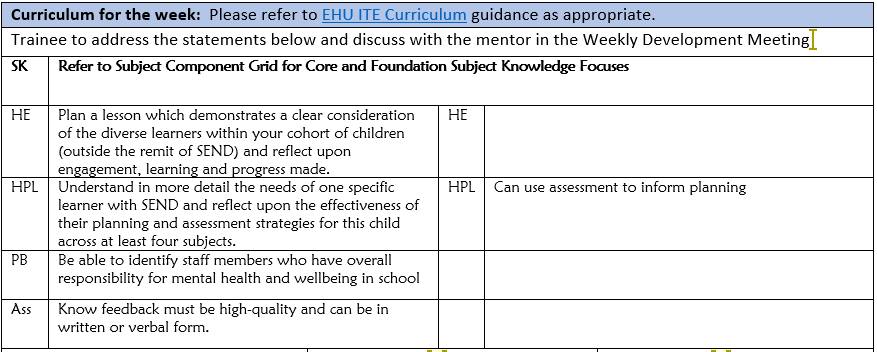 Curriculum for the week: Please refer to EHU ITE Curriculum guidance as appropriate.
Trainee to address the statements below and discuss with the mentor in the Weekly Development Meeting
SK Refer to Subject Component Grid for Core and Foundation Subject Knowledge Focuses
HE Plan a lesson which demonstrates a clear consideration
of the diverse learners within your cohort of children
(outside the remit of SEND) and reflect upon
engagement, learning and progress made.
HE
HPL Understand in more detail the needs of one specific
learner with SEND and reflect upon the effectiveness of
their planning and assessment strategies for this child
across at least four subjects.
HPL Can use assessment to inform planning
PB Be able to identify staff members who have overall
responsibility for mental health and wellbeing in school
Ass Know feedback must be high-quality and can be in
written or verbal form.